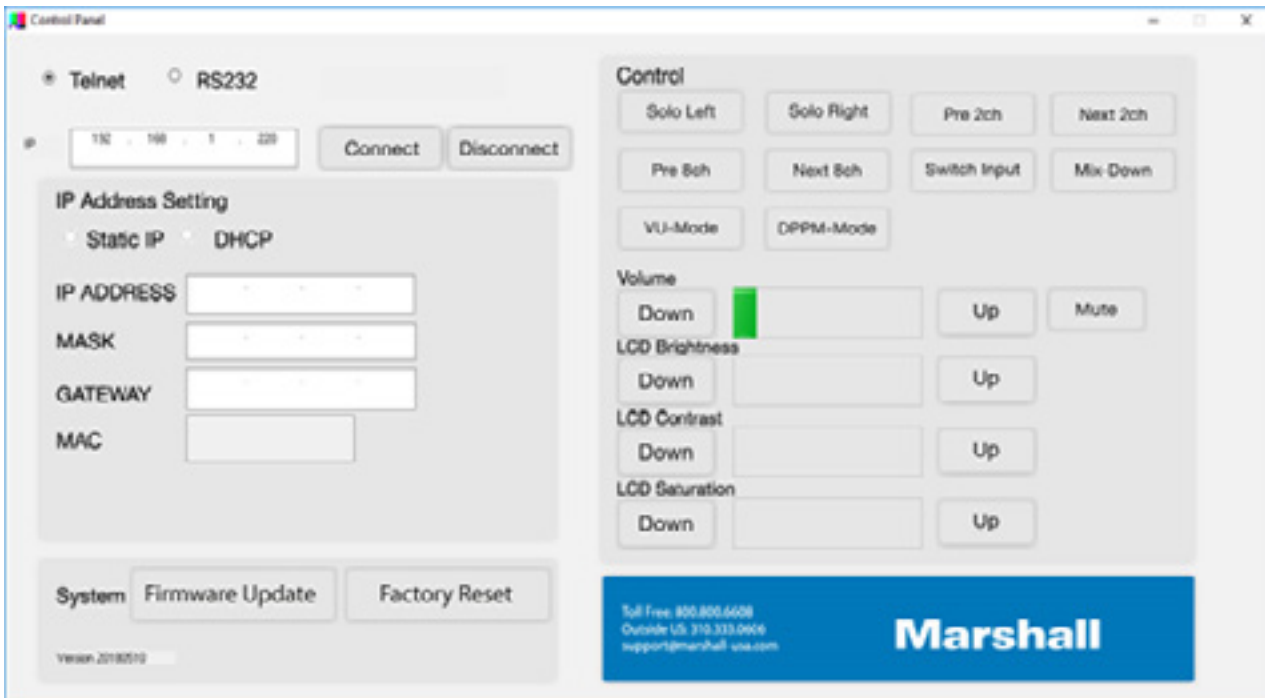 Control Panel
Telnet RS232
IP 192 . 168 . 1 . 220 Connect Disconnect
IP Address Setting
Static IP DHCP
IP ADDRESS
MASK
GATEWAY
MAC
System Firmware Update Factory Reset
Version 20180510
Control
Solo Left Solo Right Pre 2ch Next 2ch
Pre 8ch Next 8ch Switch Input Mix-Down
VU-Mode DPPM-Mode
Volume
Down Up Mute
LCD Brightness
Down Up
LCD Contrast
Down Up
LCD Saturation
Down Up
Toll Free: 800.800.6608
Outside US: 310.333.0606
support@marshall-usa.com
Marshall